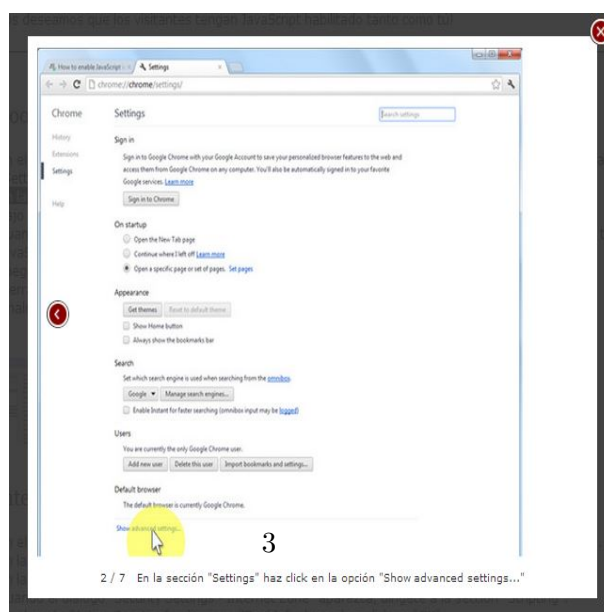 deseamos que los visitantes tengan JavaScript habilitado tanto como tú!
How to enable JavaScript
Settings
chrome://chrome/settings/
Chrome
Settings
Search settings
History
Extensions
Settings
Help
Sign in
Sign in to Google Chrome with your Google Account to save your personalized browser features to the web and
access them from Google Chrome on any computer. You'll also be automatically signed in to your favorite
Google services. Learn more
Sign in to Chrome
On startup
Open the New Tab page
Continue where I left off Learn more
Open a specific page or set of pages. Set pages
Appearance
Get themes Reset to default theme
Show Home button
Always show the bookmarks bar
Search
Set which search engine is used when searching from the omnibox.
Google Manage search engines...
Enable Instant for faster searching (omnibox input may be logged)
Users
You are currently the only Google Chrome user.
Add new user Delete this user Import bookmarks and settings...
Default browser
The default browser is currently Google Chrome.
Show advanced settings...
3
2 / 7 En la sección "Settings" haz click en la opción "Show advanced settings..."